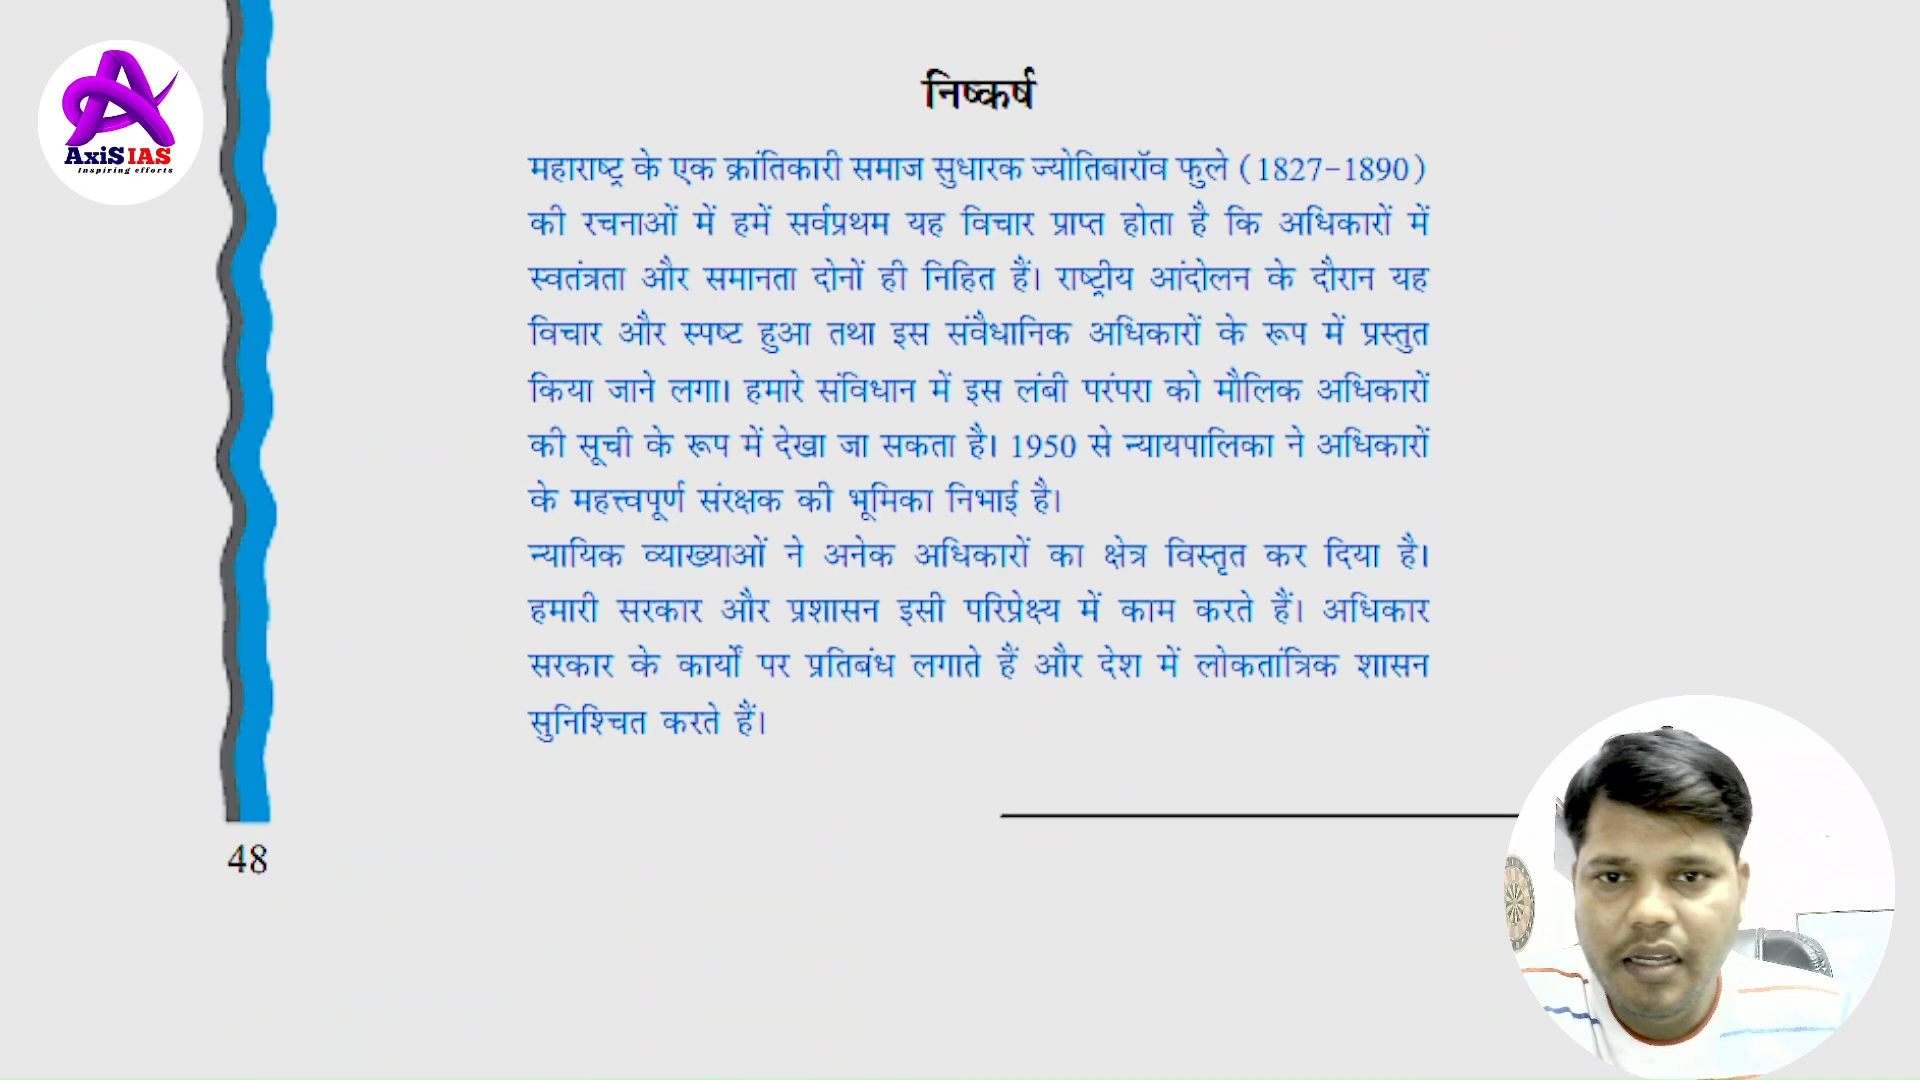 AxiS IAS
Inspiring efforts
निष्कर्ष
महाराष्ट्र के एक क्रांतिकारी समाज सुधारक ज्योतिबारॉव फुले (1827-1890)
की रचनाओं में हमें सर्वप्रथम यह विचार प्राप्त होता है कि अधिकारों में
स्वतंत्रता और समानता दोनों ही निहित हैं। राष्ट्रीय आंदोलन के दौरान यह
विचार और स्पष्ट हुआ तथा इस संवैधानिक अधिकारों के रूप में प्रस्तुत
किया जाने लगा। हमारे संविधान में इस लंबी परंपरा को मौलिक अधिकारों
की सूची के रूप में देखा जा सकता है। 1950 से न्यायपालिका ने अधिकारों
के महत्त्वपूर्ण संरक्षक की भूमिका निभाई है।
न्यायिक व्याख्याओं ने अनेक अधिकारों का क्षेत्र विस्तृत कर दिया है।
हमारी सरकार और प्रशासन इसी परिप्रेक्ष्य में काम करते हैं। अधिकार
सरकार के कार्यों पर प्रतिबंध लगाते हैं और देश में लोकतांत्रिक शासन
सुनिश्चित करते हैं।
48